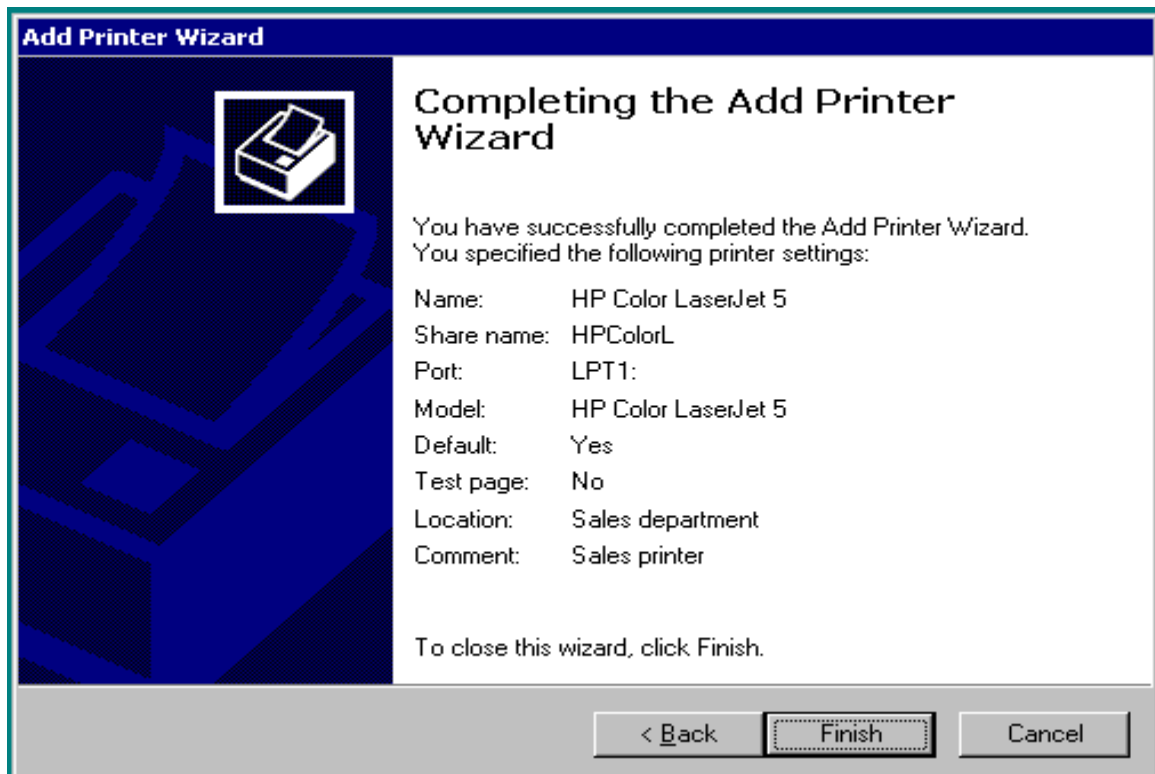 Add Printer Wizard
Completing the Add Printer
Wizard
You have successfully completed the Add Printer Wizard.
You specified the following printer settings:
Name: HP Color LaserJet 5
Share name: HPColorL
Port: LPT1:
Model: HP Color LaserJet 5
Default: Yes
Test page: No
Location: Sales department
Comment: Sales printer
To close this wizard, click Finish.
< Back Finish Cancel